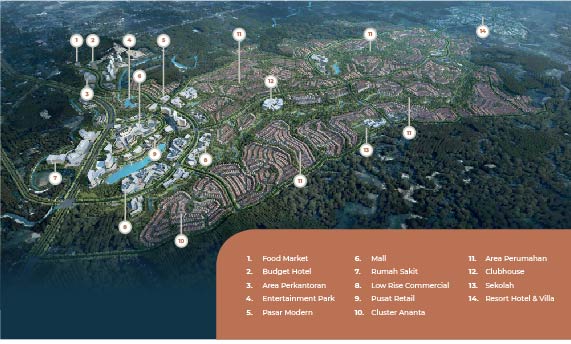 14
11
11
1
2
4
5
6
12
3
11
13
9
8
7
11
10
1. Food Market
2. Budget Hotel
3. Area Perkantoran
4. Entertainment Park
5. Pasar Modern
6. Mall
7. Rumah Sakit
8. Low Rise Commercial
9. Pusat Retail
10. Cluster Ananta
11. Area Perumahan
12. Clubhouse
13. Sekolah
14. Resort Hotel & Villa